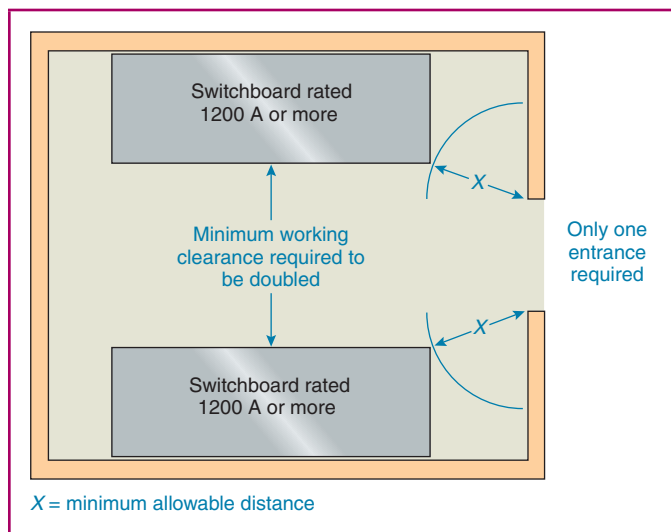 Switchboard rated
1200 A or more
X
Minimum working
clearance required to
be doubled
Only one
entrance
required
X
Switchboard rated
1200 A or more
X = minimum allowable distance